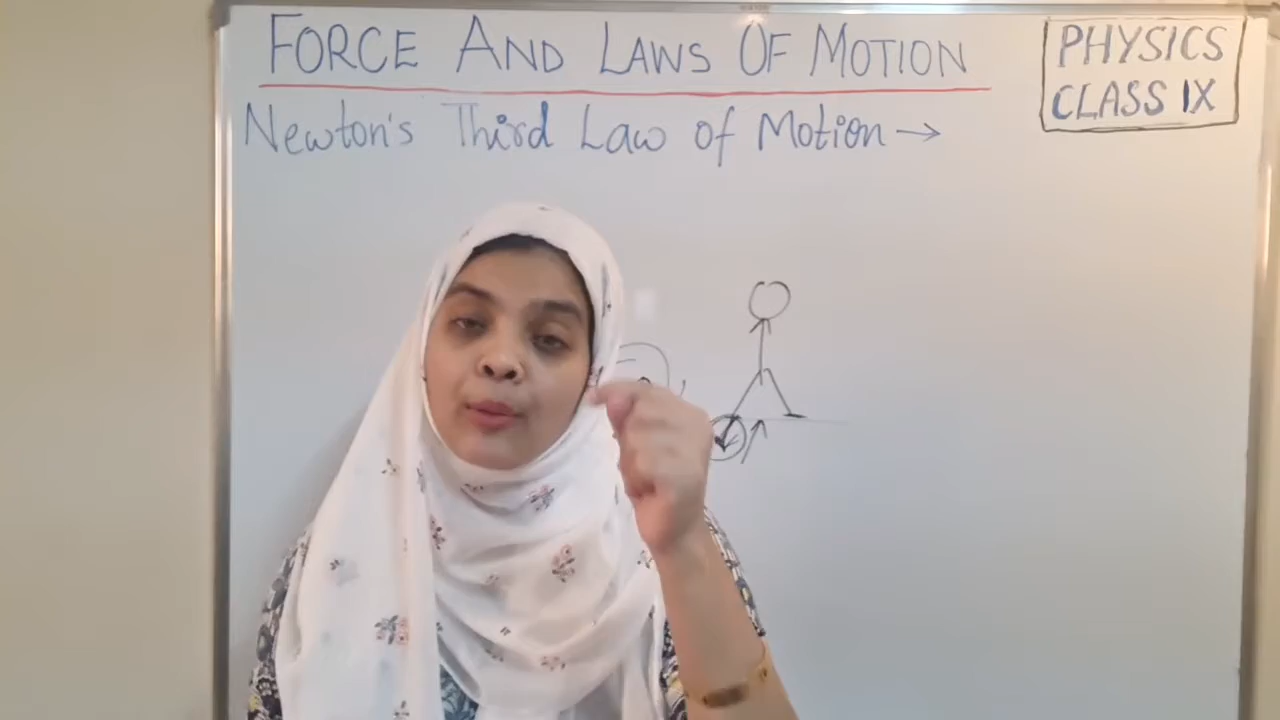 FORCE AND LAWS OF MOTION
PHYSICS
CLASS IX
Newton's Third Law of Motion →